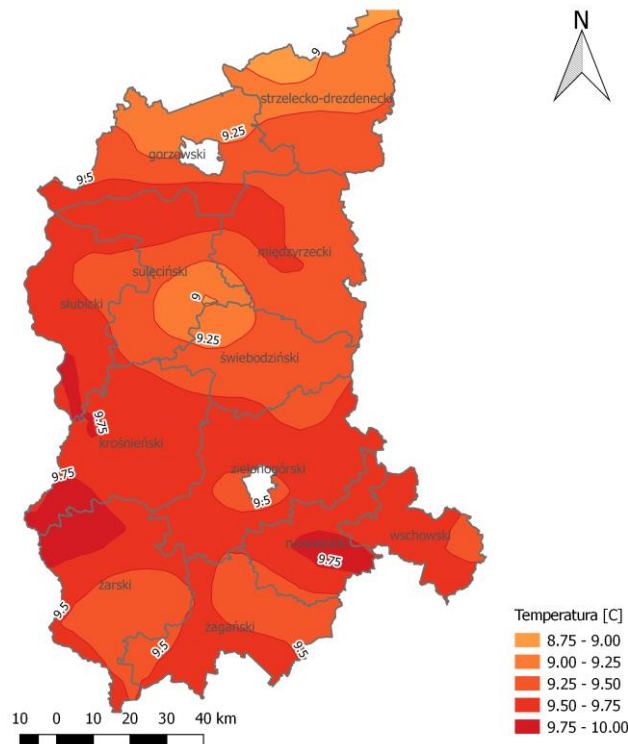 N
9
strzelecko-drezdenecki
9.25
gorzowski
9.5
międzyrzecki
sulęciński
słubicki
9
9.25
świebodziński
9.75
krośnieński
zielonogórski
9.75
9.5
wschowski
9.75
żarski
9.5
żagański
9.5
9.5
Temperatura [C]
8.75 - 9.00
9.00 - 9.25
9.25 - 9.50
9.50 - 9.75
9.75 - 10.00
10 0 10 20 30 40 km